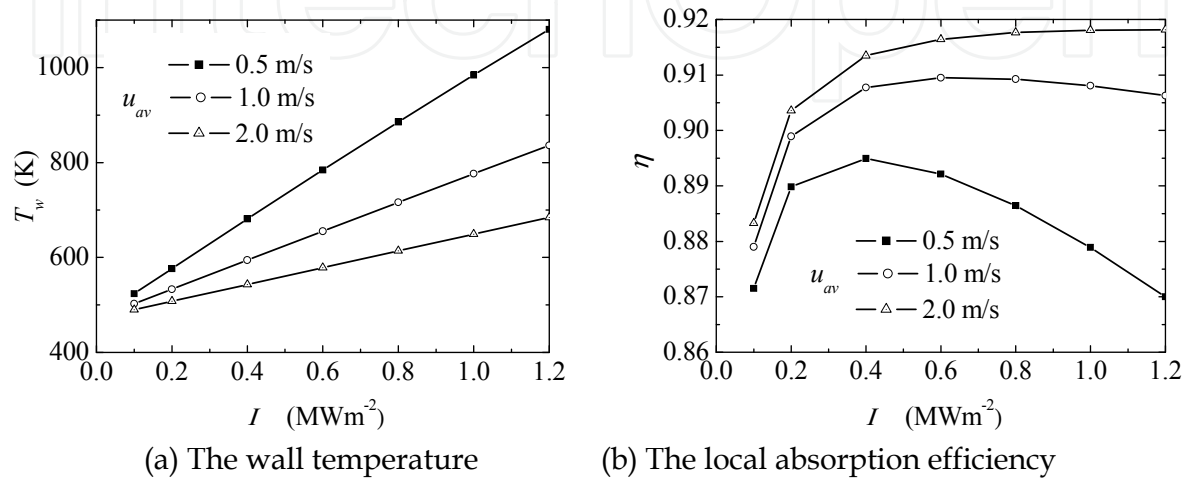 InTechOpen
0.5 m/s
1.0 m/s
2.0 m/s
u_av
T_w (K)
1000
800
600
400
0.0 0.2 0.4 0.6 0.8 1.0 1.2
I (MWm⁻²)
(a) The wall temperature
0.92
0.91
0.90
0.89
0.88
0.87
0.86
η
0.5 m/s
1.0 m/s
2.0 m/s
u_av
0.0 0.2 0.4 0.6 0.8 1.0 1.2
I (MWm⁻²)
(b) The local absorption efficiency